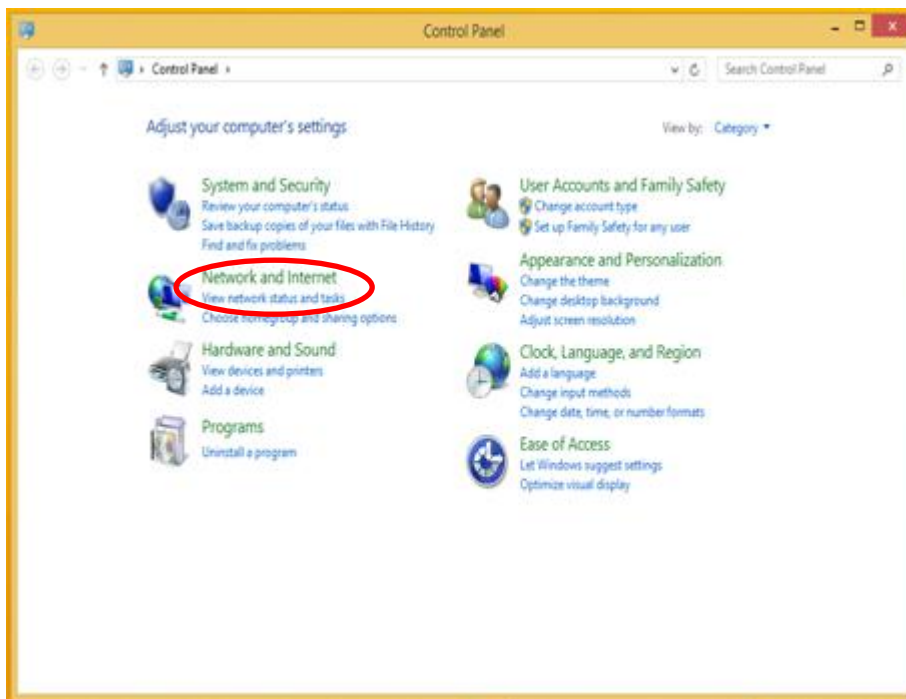 Control Panel
Control Panel
Search Control Panel
Adjust your computer's settings
View by: Category
System and Security
Review your computer's status
Save backup copies of your files with File History
Find and fix problems
Network and Internet
View network status and tasks
Choose homegroup and sharing options
Hardware and Sound
View devices and printers
Add a device
Programs
Uninstall a program
User Accounts and Family Safety
Change account type
Set up Family Safety for any user
Appearance and Personalization
Change the theme
Change desktop background
Adjust screen resolution
Clock, Language, and Region
Add a language
Change input methods
Change date, time, or number formats
Ease of Access
Let Windows suggest settings
Optimize visual display